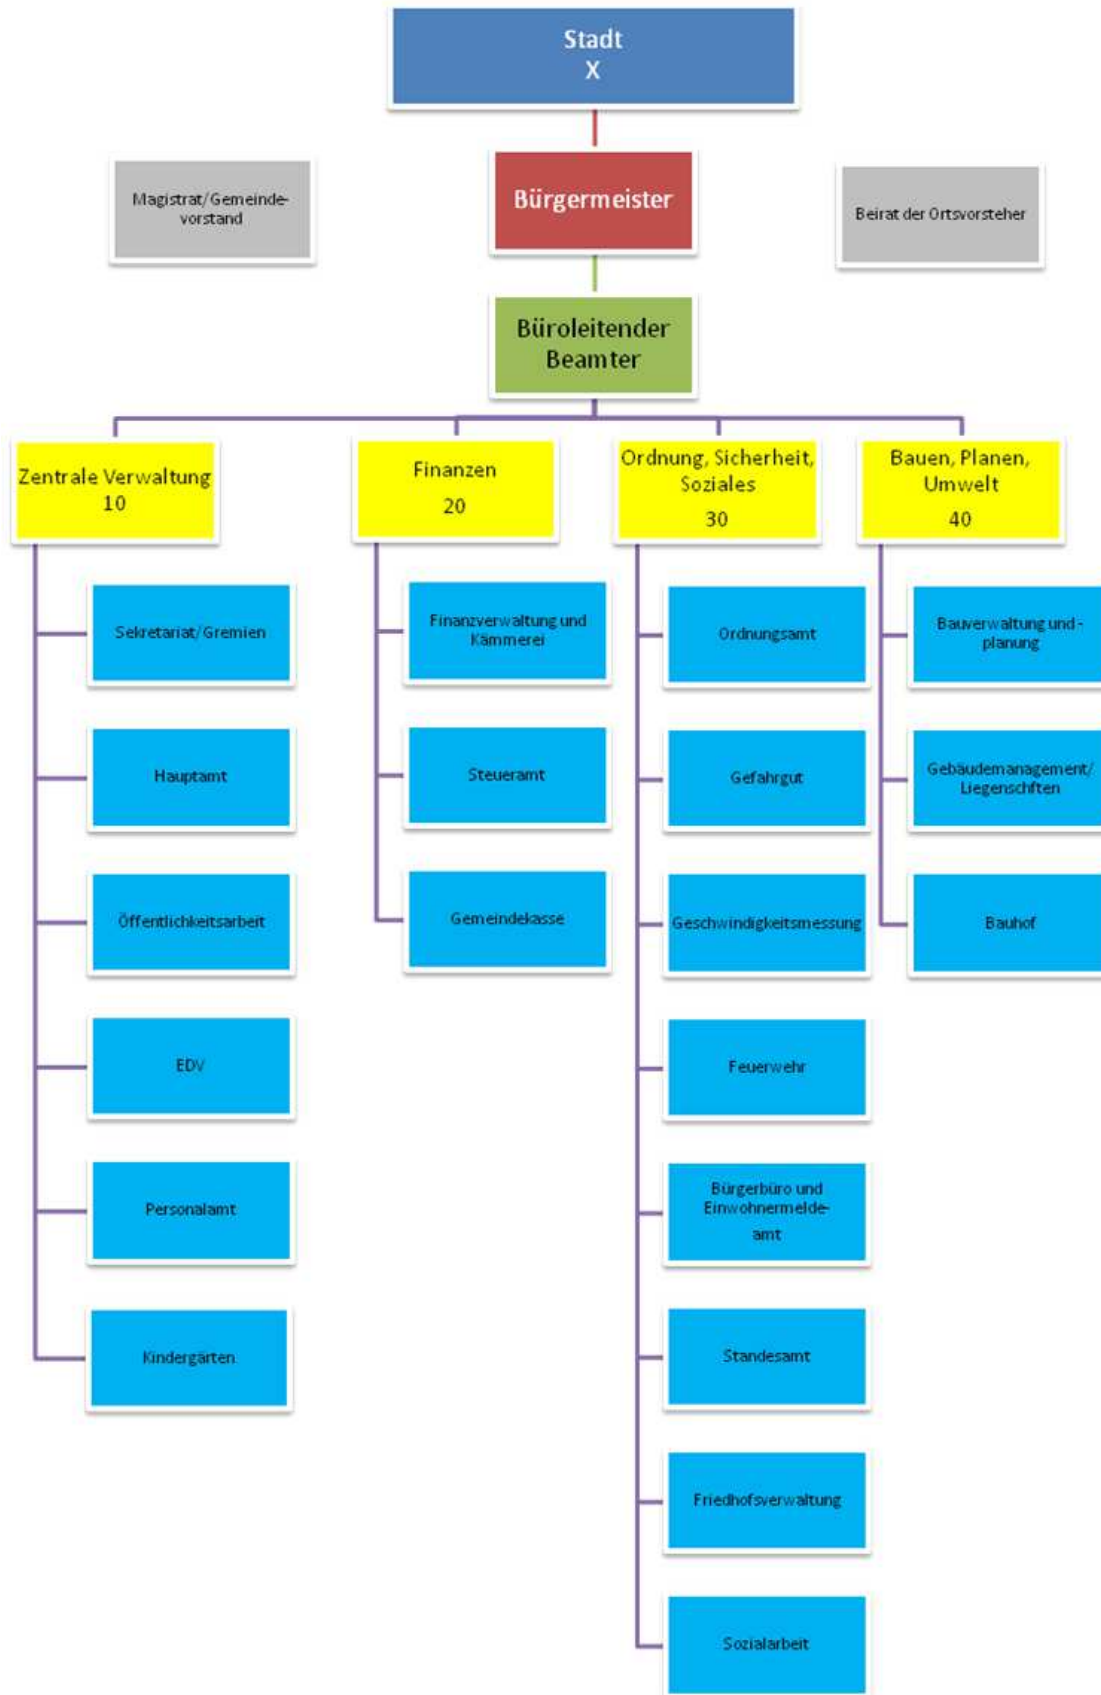 Stadt
X
Magistrat/Gemeinde-
vorstand
Bürgermeister
Beirat der Ortsvorsteher
Büroleitender
Beamter
Zentrale Verwaltung
10
Finanzen
20
Ordnung, Sicherheit,
Soziales
30
Bauen, Planen,
Umwelt
40
Sekretariat/Gremien
Hauptamt
Öffentlichkeitsarbeit
EDV
Personalamt
Kindergärten
Finanzverwaltung und
Kämmerei
Steueramt
Gemeindekasse
Ordnungsamt
Gefahrgut
Geschwindigkeitsmessung
Feuerwehr
Bürgerbüro und
Einwohnermelde-
amt
Standesamt
Friedhofsverwaltung
Sozialarbeit
Bauverwaltung und -
planung
Gebäudemanagement/
Liegenschften
Bauhof